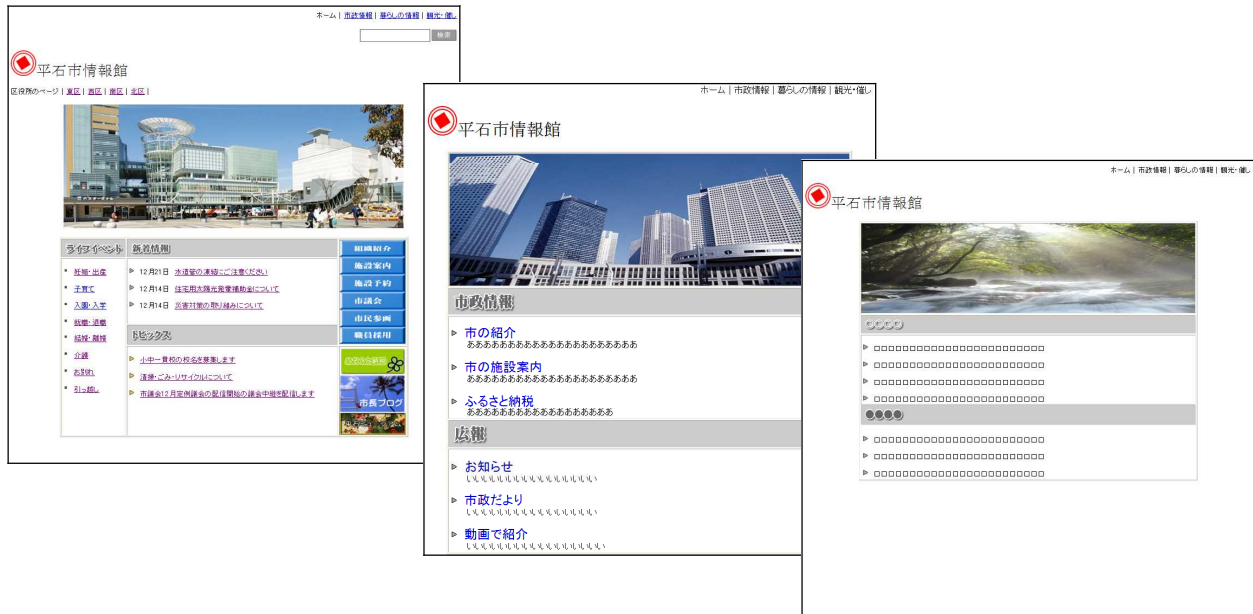 ホーム | 市政情報 | 暮らしの情報 | 観光・催し
検索
平石市情報館
区役所のページ | 東区 | 西区 | 南区 | 北区 |
ライフイベント
妊娠・出産
子育て
入園・入学
就職・退職
結婚・離婚
介護
お別れ
引っ越し
新着情報
12月21日 水道管の凍結にご注意ください
12月14日 住宅用太陽光発電補助金について
12月14日 災害対策の取り組みについて
トピックス
小中一貫校の校名を募集します
清掃・ごみ・リサイクルについて
市議会12月定例議会の配信開始の議会中継を配信します
組織紹介
施設案内
施設予約
市議会
市民参画
職員採用
市長ブログ
ホーム | 市政情報 | 暮らしの情報 | 観光・催し
平石市情報館
市政情報
市の紹介
ああああああああああああああああああああ
市の施設案内
ああああああああああああああああああああ
ふるさと納税
あああああああああああああああああ
広報
お知らせ
いいいいいいいいいいいいいい
市政だより
いいいいいいいいいいいいいい
動画で紹介
いいいいいいいいいいいいいいい
ホーム | 市政情報 | 暮らしの情報 | 観光・催し
平石市情報館
○○○○
□□□□□□□□□□□□□□□□□□□□□□□□
□□□□□□□□□□□□□□□□□□□□□□□□
□□□□□□□□□□□□□□□□□□□□□□□□
□□□□□□□□□□□□□□□□□□□□□□□□
●●●●
□□□□□□□□□□□□□□□□□□□□□□□□
□□□□□□□□□□□□□□□□□□□□□□□□
□□□□□□□□□□□□□□□□□□□□□□□□